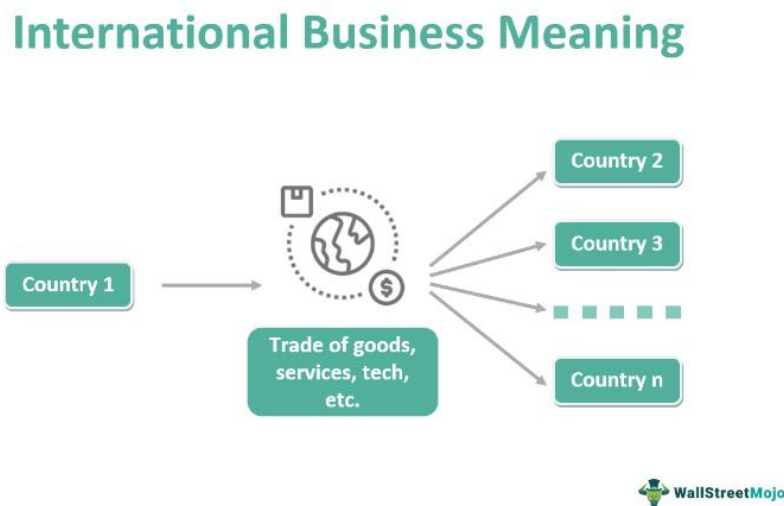 International Business Meaning
Country 2
Country 3
Country 1
$
Trade of goods,
services, tech,
etc.
Country n
WallStreetMojo